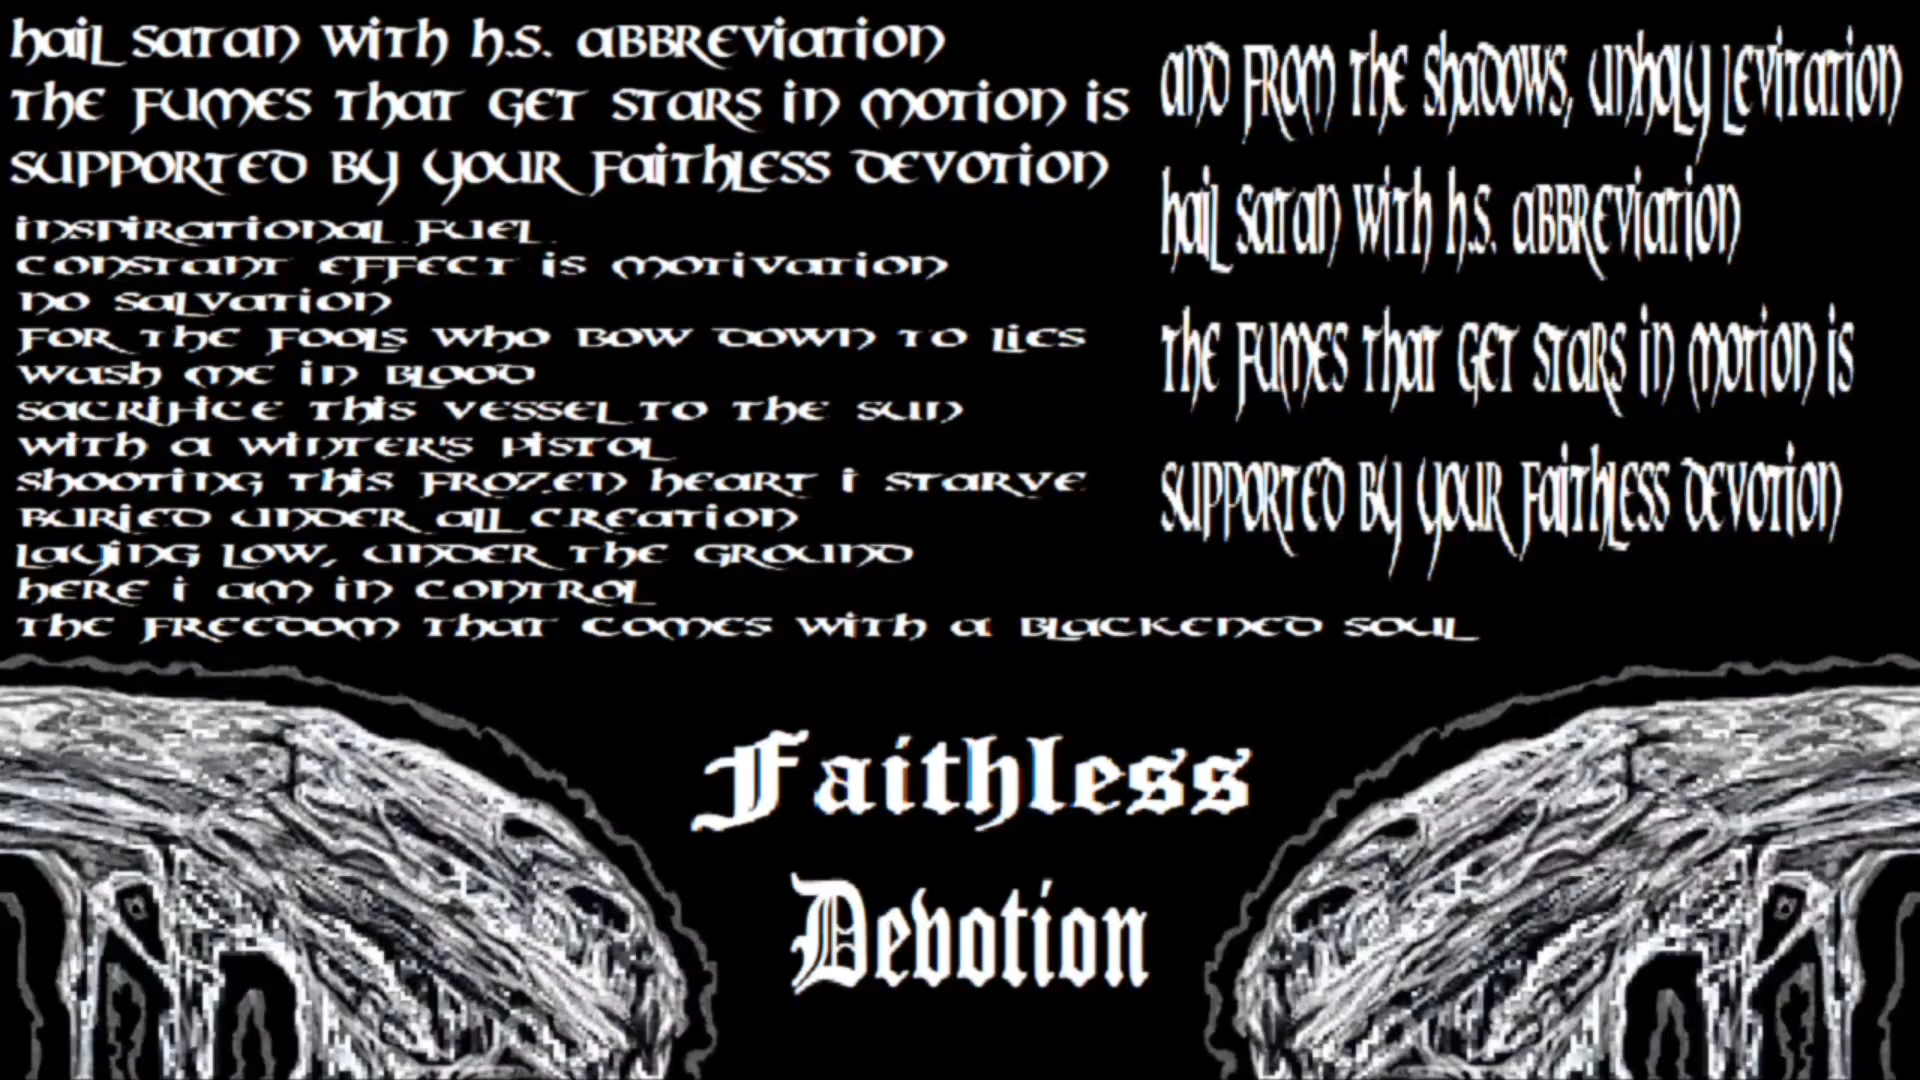 hail satan with h.s. abbreviation
the fumes that get stars in motion is
supported by your faithless devotion
inspirational fuel
constant effect is motivation
no salvation
for the fools who bow down to lies
wash me in blood
sacrifice this vessel to the sun
with a winter's pistol
shooting this frozen heart i starve
buried under all creation
laying low, under the ground
here i am in control
the freedom that comes with a blackened soul
and from the shadows, unholy levitation
hail satan with h.s. abbreviation
the fumes that get stars in motion is
supported by your faithless devotion
Faithless
Devotion